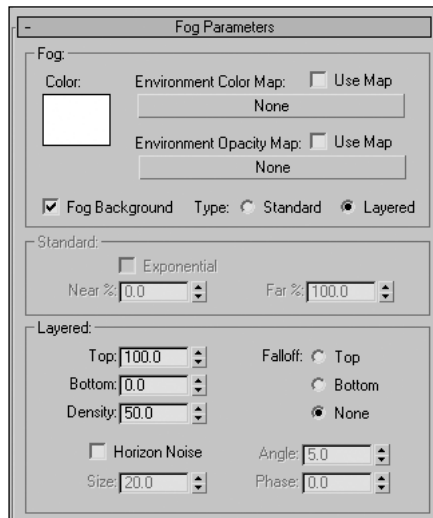 - Fog Parameters
Fog:
Color: Environment Color Map: Use Map
None
Environment Opacity Map: Use Map
None
Fog Background Type: Standard Layered
Standard:
Exponential
Near %: 0.0 Far %: 100.0
Layered:
Top: 100.0 Falloff: Top
Bottom: 0.0 Bottom
Density: 50.0 None
Horizon Noise Angle: 5.0
Size: 20.0 Phase: 0.0